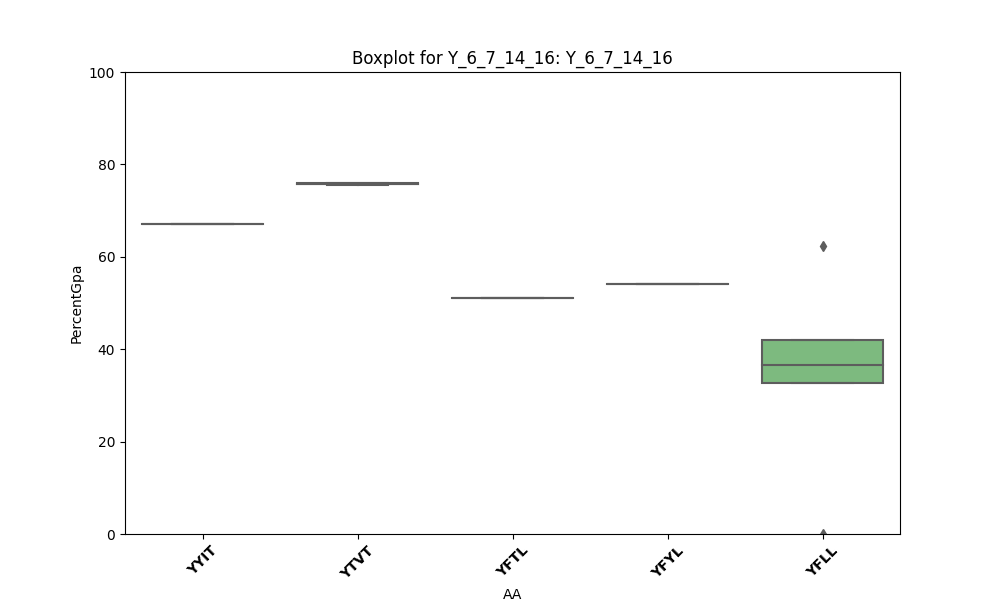 Boxplot for Y_6_7_14_16: Y_6_7_14_16
100
80
60
40
20
0
PercentGpa
YYIT
YTVT
YFTL
YFYL
YFLL
AA